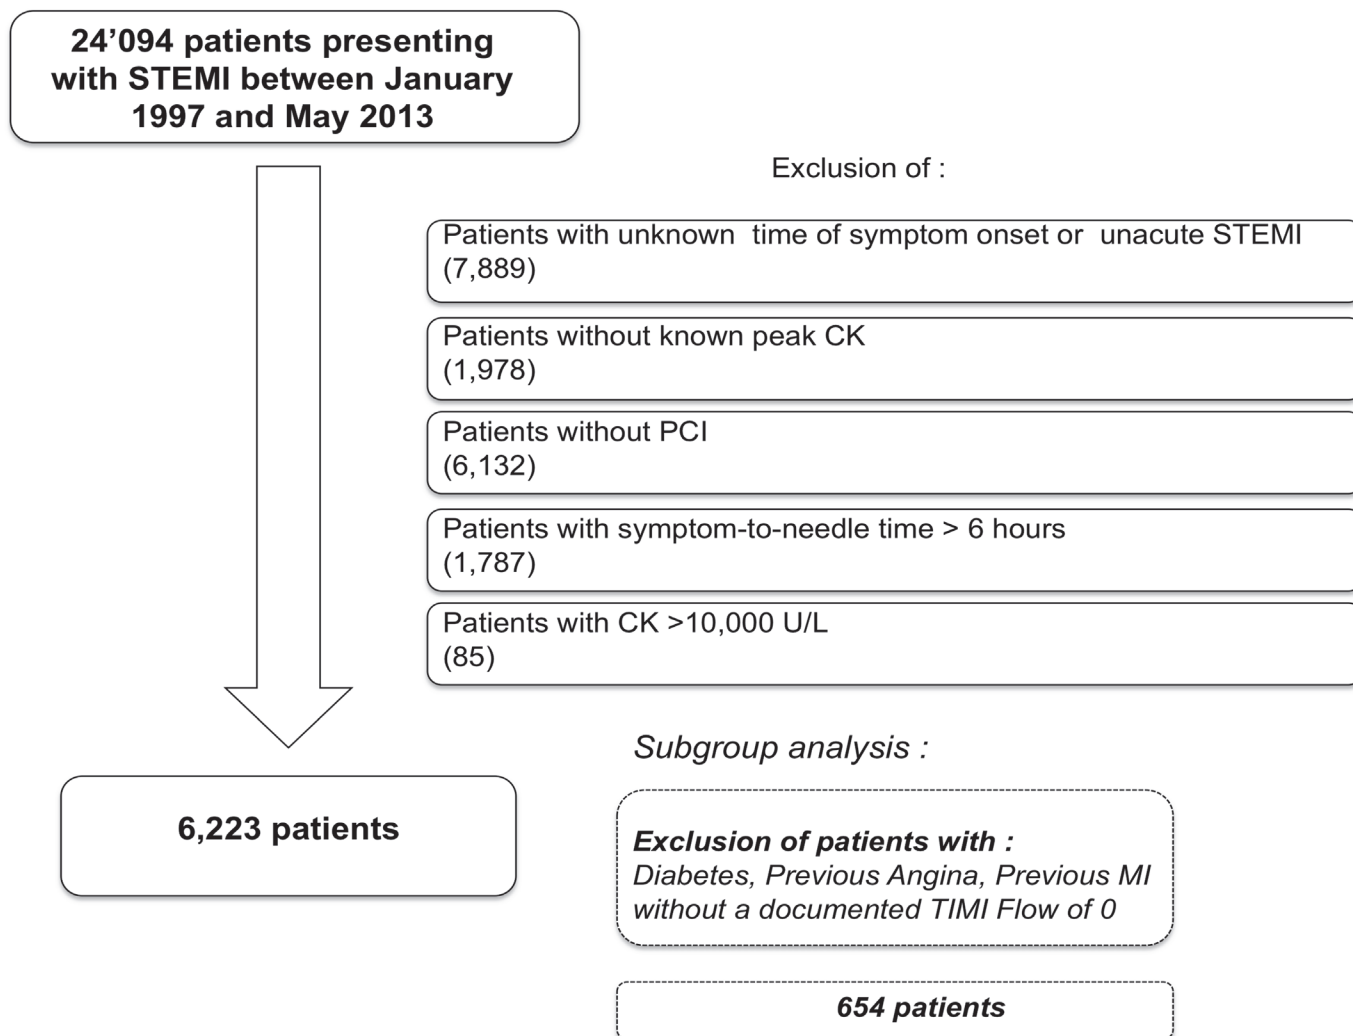 24’094 patients presenting
with STEMI between January
1997 and May 2013
Exclusion of :
Patients with unknown  time of symptom onset or  unacute STEMI
(7,889)
Patients without known peak CK
(1,978)
Patients without PCI
(6,132)
Patients with symptom-to-needle time > 6 hours
(1,787)
Patients with CK >10,000 U/L
(85)
6,223 patients
Subgroup analysis :
Exclusion of patients with :
Diabetes, Previous Angina, Previous MI
without a documented TIMI Flow of 0
654 patients